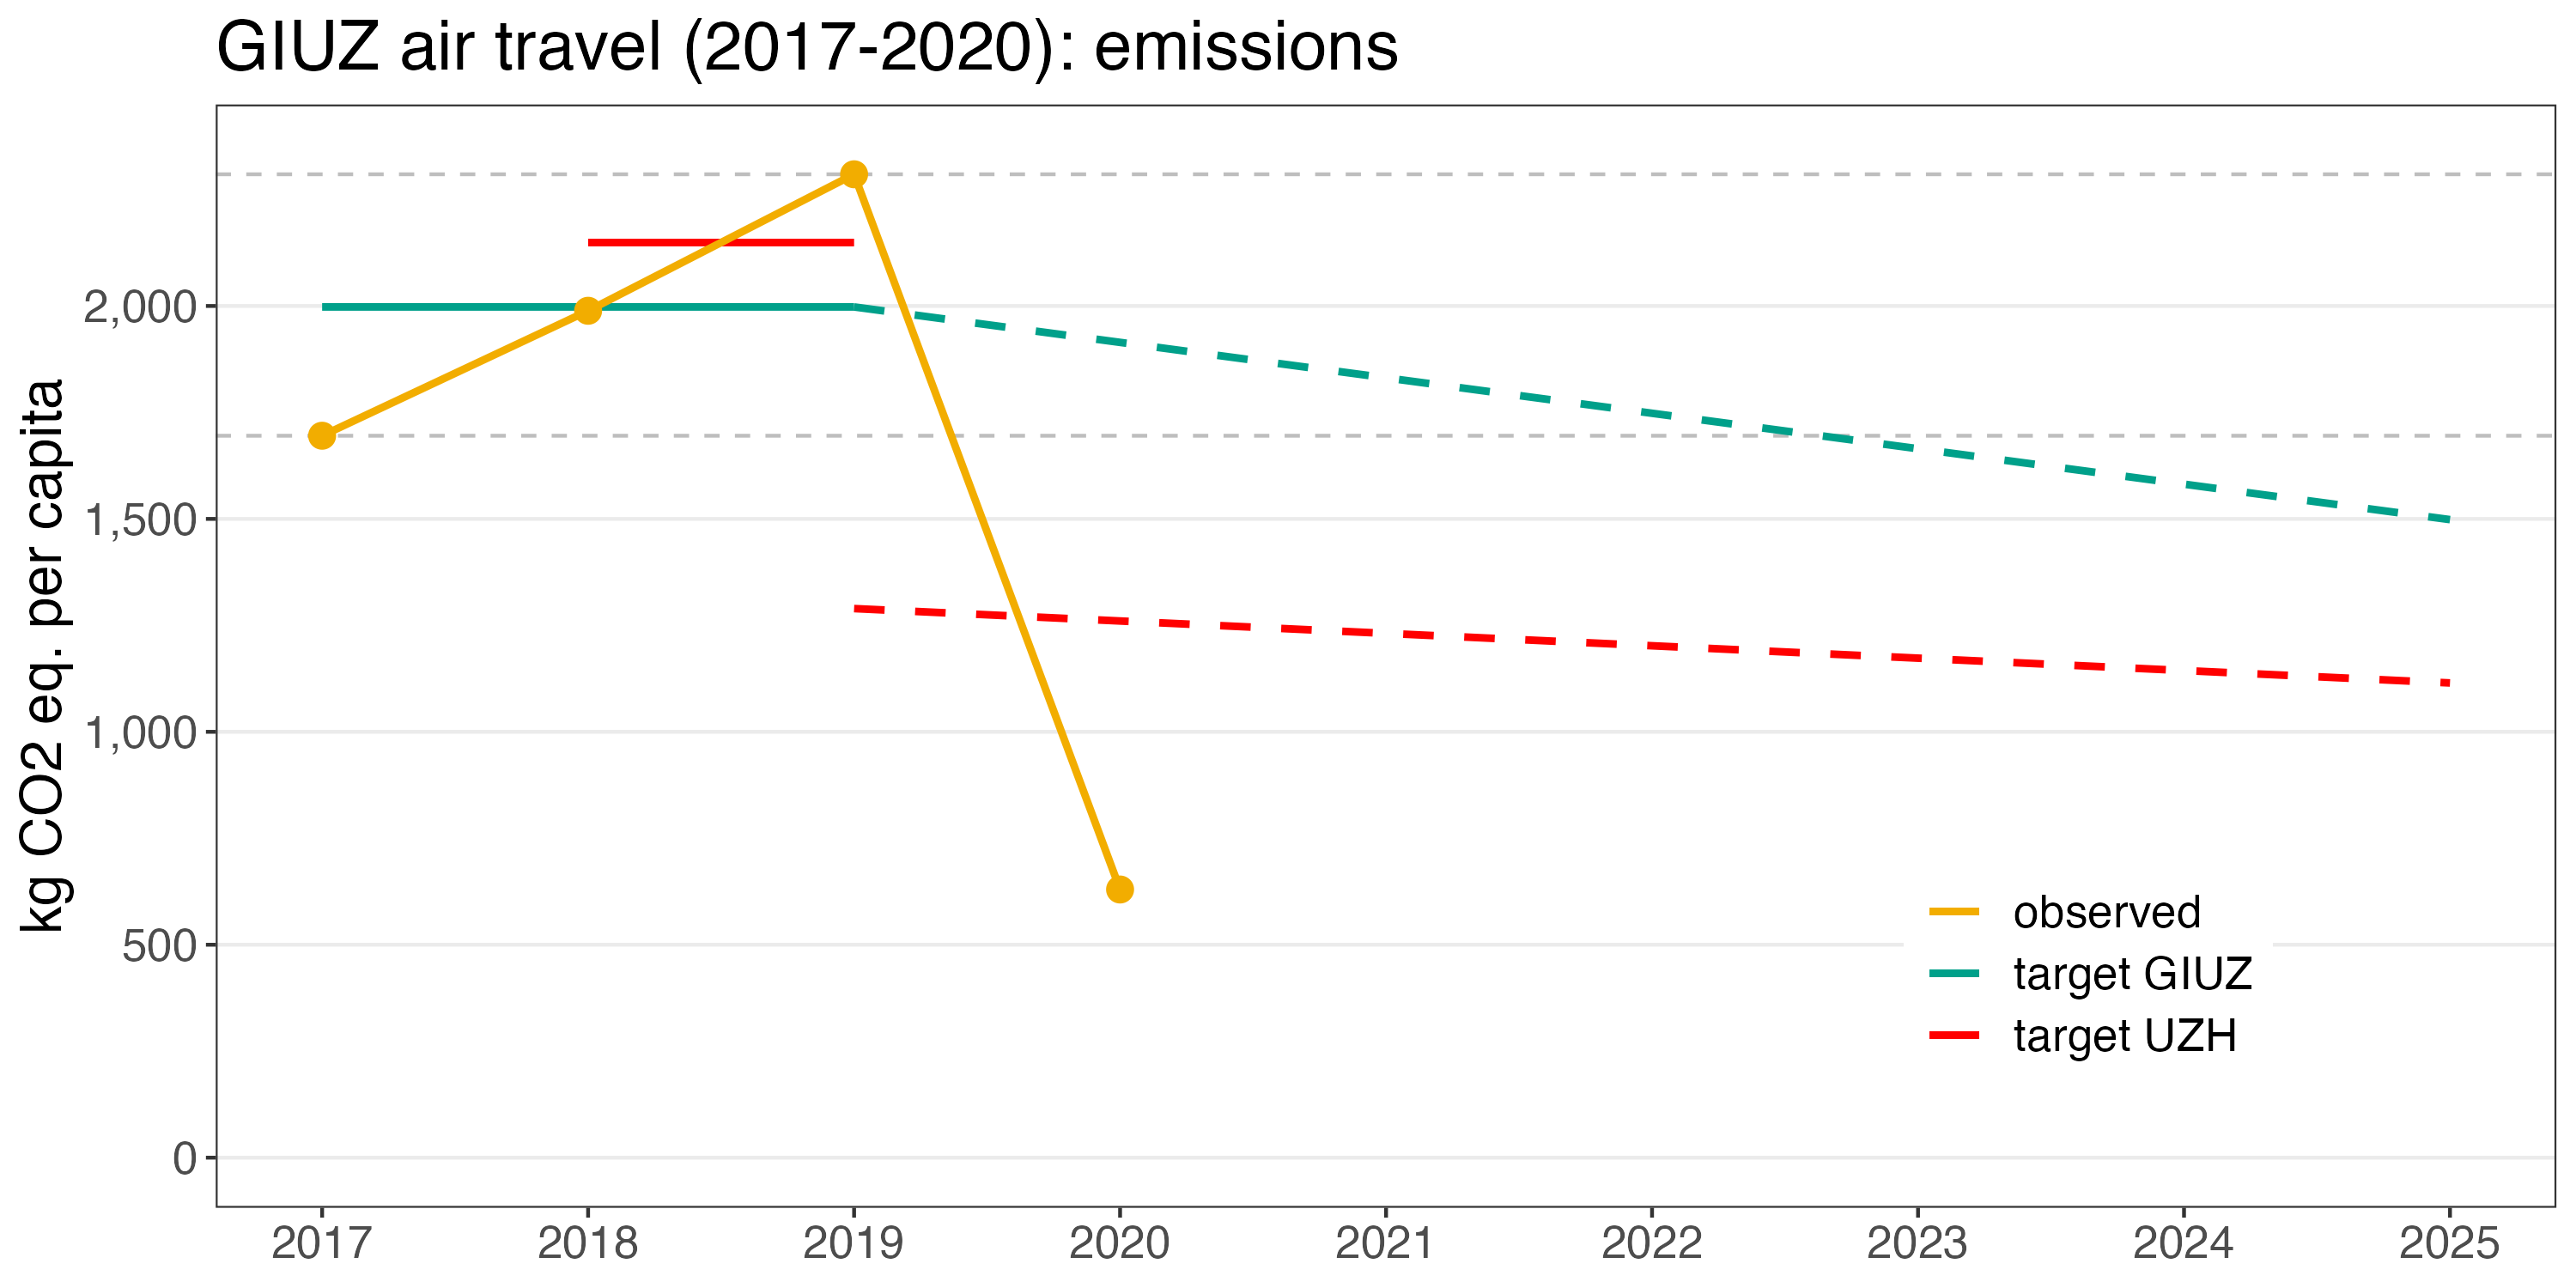 GIUZ air travel (2017-2020): emissions
kg CO2 eq. per capita
2,000
1,500
1,000
500
0
observed
target GIUZ
target UZH
2017 2018 2019 2020 2021 2022 2023 2024 2025